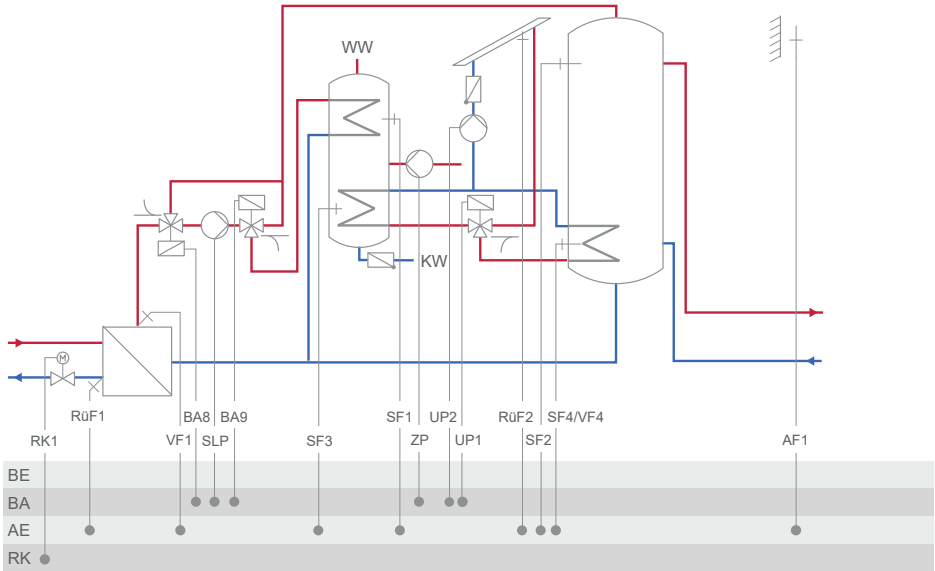 WW
KW
M
RüF1
BA8
BA9
SF1
UP2
RüF2
SF4/VF4
RK1
VF1
SLP
SF3
ZP
UP1
SF2
AF1
BE
BA
AE
RK